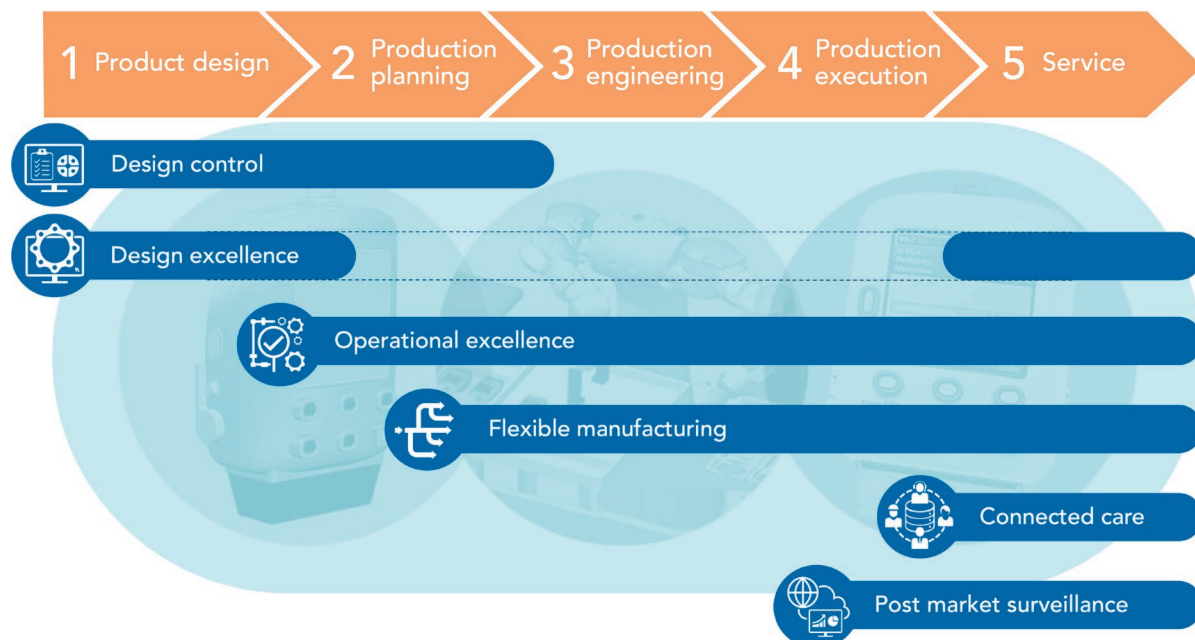 1 Product design
2 Production
planning
3 Production
engineering
4 Production
execution
5 Service
Design control
Design excellence
Operational excellence
Flexible manufacturing
Connected care
Post market surveillance